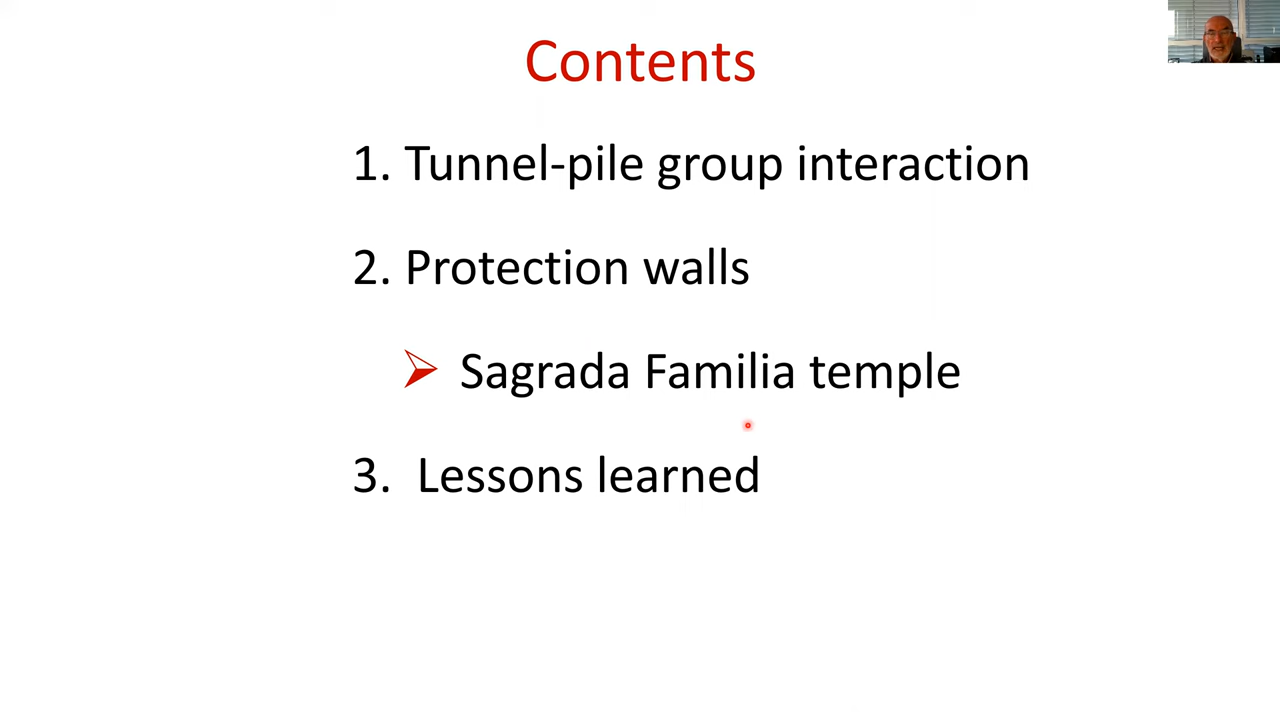 Contents
1. Tunnel-pile group interaction
2. Protection walls
Sagrada Familia temple
3. Lessons learned